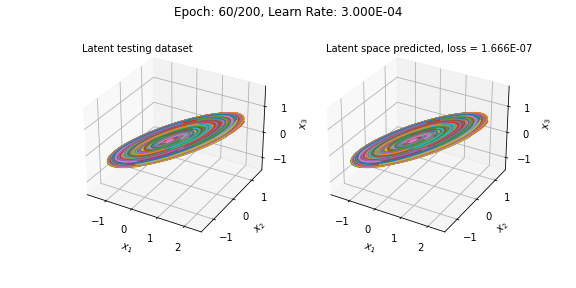 Epoch: 60/200, Learn Rate: 3.000E-04
Latent testing dataset
1
0
−1
x₃
−1
0
1
2
x₁
−1
0
1
x₂
Latent space predicted, loss = 1.666E-07
1
0
−1
x₃
−1
0
1
2
x₁
−1
0
1
x₂